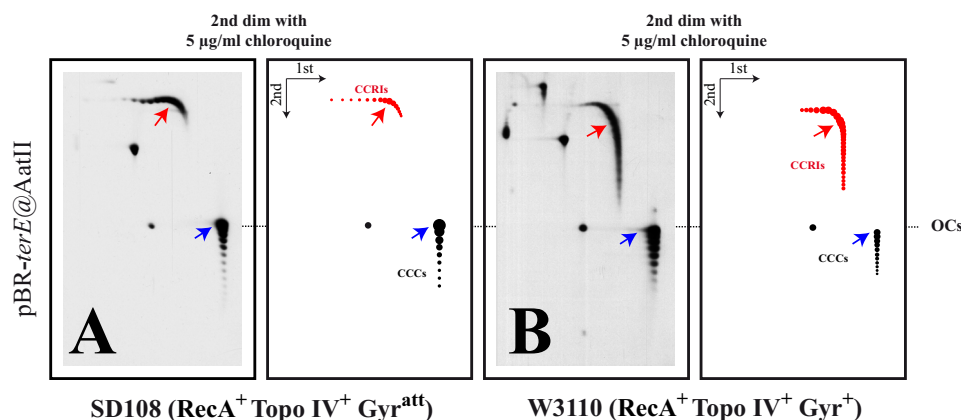 2nd dim with
5 µg/ml chloroquine
2nd dim with
5 µg/ml chloroquine
1st
2nd
CCRIs
CCCs
1st
2nd
CCRIs
CCCs
OCs
pBR-terE@AatII
A
B
SD108 (RecA+ Topo IV+ Gyratt)
W3110 (RecA+ Topo IV+ Gyr+)